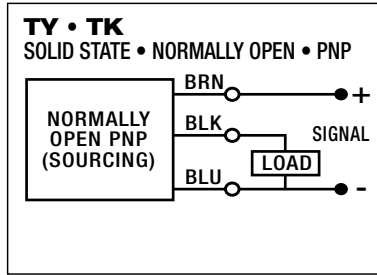 TY • TK
SOLID STATE • NORMALLY OPEN • PNP
BRN
+
NORMALLY
OPEN PNP
(SOURCING)
BLK
SIGNAL
LOAD
BLU
-